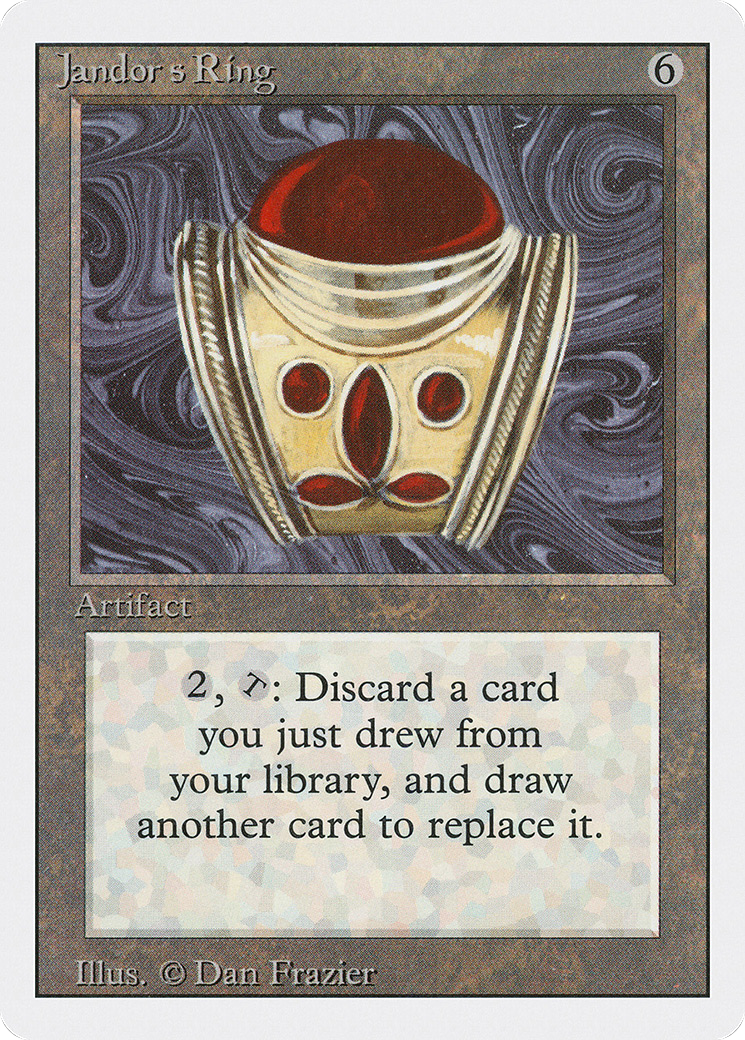 Jandor s Ring 6
Artifact
2, T: Discard a card
you just drew from
your library, and draw
another card to replace it.
Illus. © Dan Frazier